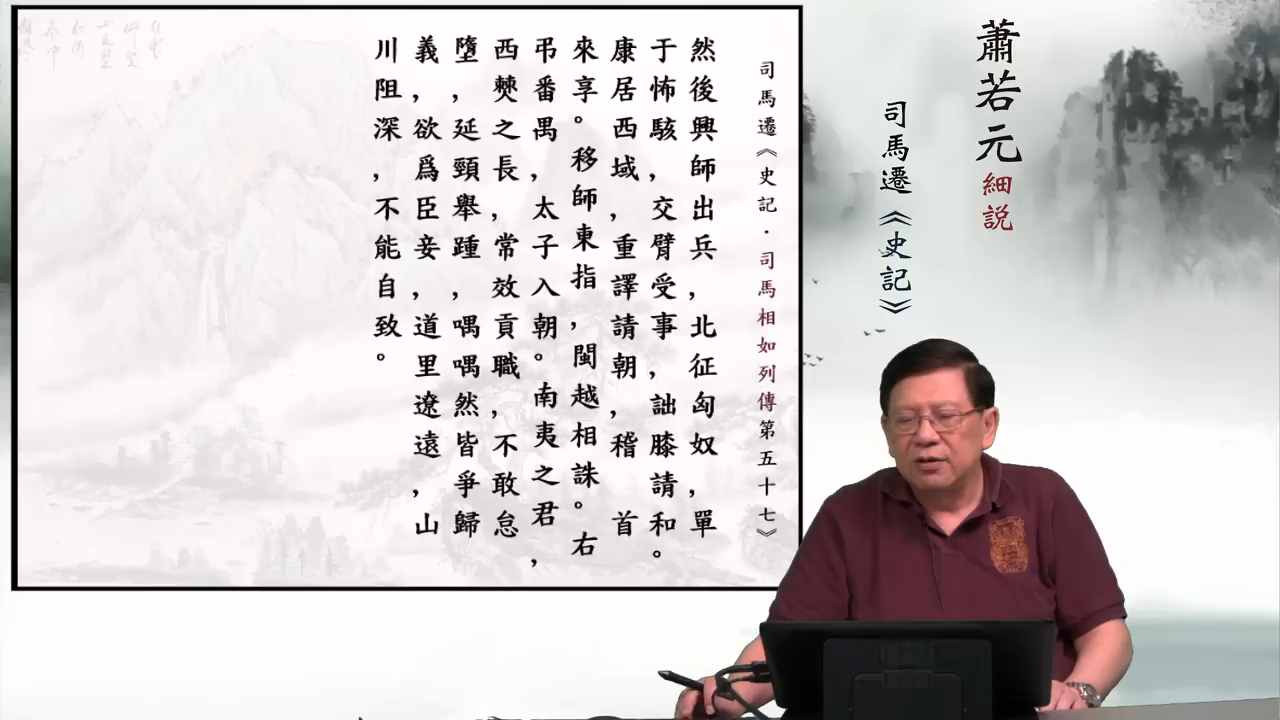 蕭若元細說
司馬遷《史記》
司馬遷《史記·司馬相如列傳第五十七》
然後興師出兵,北征匈奴,單
于怖駭,交臂受事,詘膝請和。
康居西域,重譯請朝,稽首
來享。移師東指,閩越相誅。右
弔番禺,太子入朝。南夷之君,
西僰之長,常效貢職,不敢怠
墮,延頸舉踵,喁喁然皆爭歸
義,欲爲臣妾,道里遼遠,山
川阻深,不能自致。